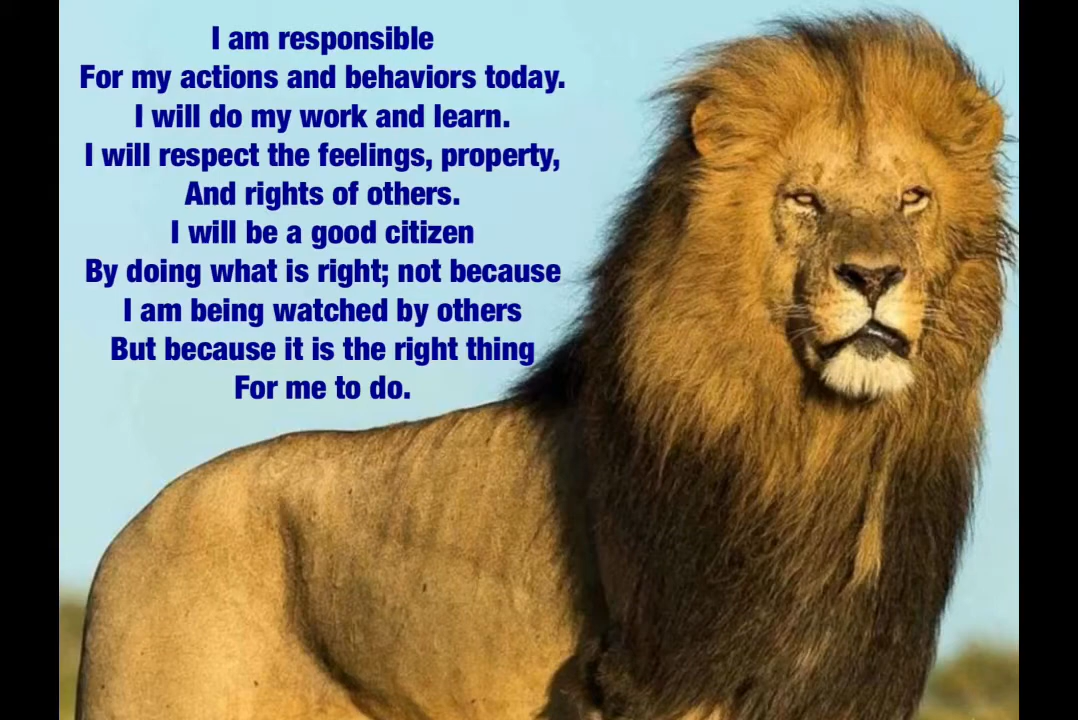 I am responsible
For my actions and behaviors today.
I will do my work and learn.
I will respect the feelings, property,
And rights of others.
I will be a good citizen
By doing what is right; not because
I am being watched by others
But because it is the right thing
For me to do.